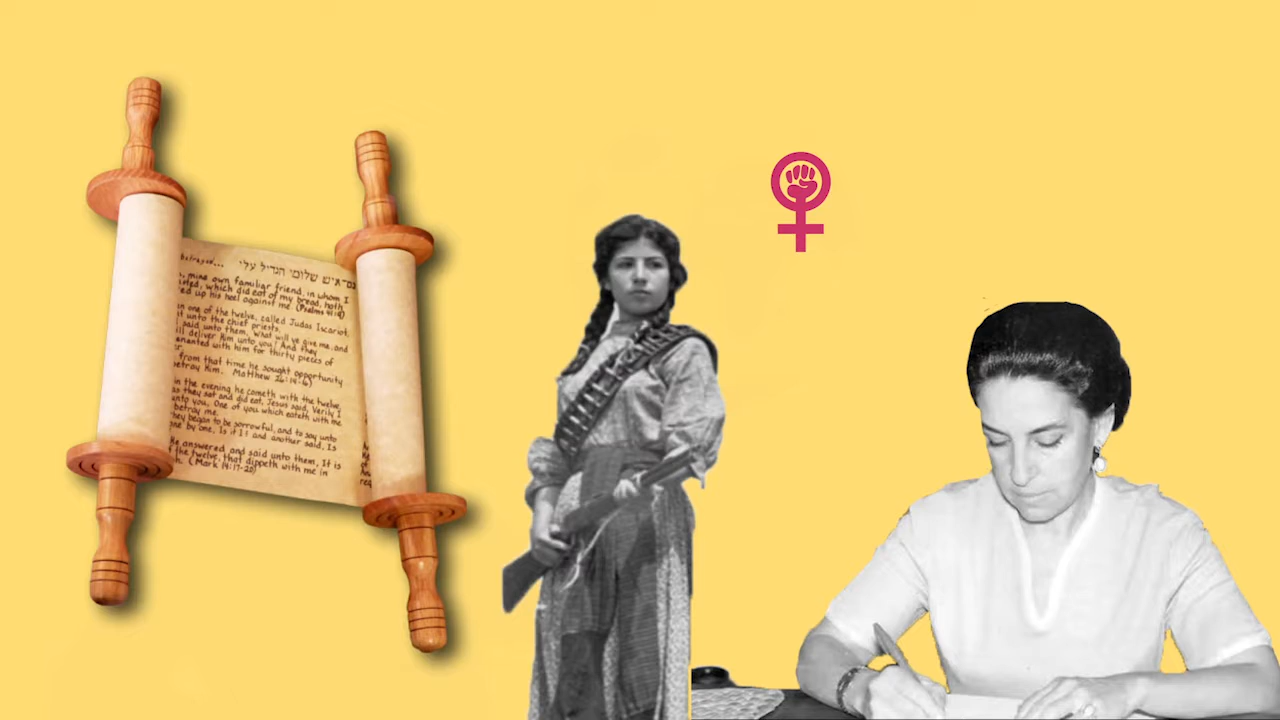 betrayed... גם־איש שלומי הגדיל עלי
mine own familiar friend, in whom I
which did eat of my bread, hath
up his heel against me. (Psalms 41:9)
one of the twelve, called Judas Iscariot,
unto the chief priests,
said unto them, What will ye give me, and
deliver Him unto you? And they
with him for thirty pieces of
from that time he sought opportunity
betray Him. Matthew 26:14-16)
in the evening he cometh with the twelve,
as they sat and did eat, Jesus said, Verily I
unto you, One of you which eateth with me
betray me.
they began to be sorrowful, and to say unto
one by one, Is it I? and another said, Is
He answered and said unto them, It is
of the twelve, that dippeth with me in
(Mark 14:17-20)